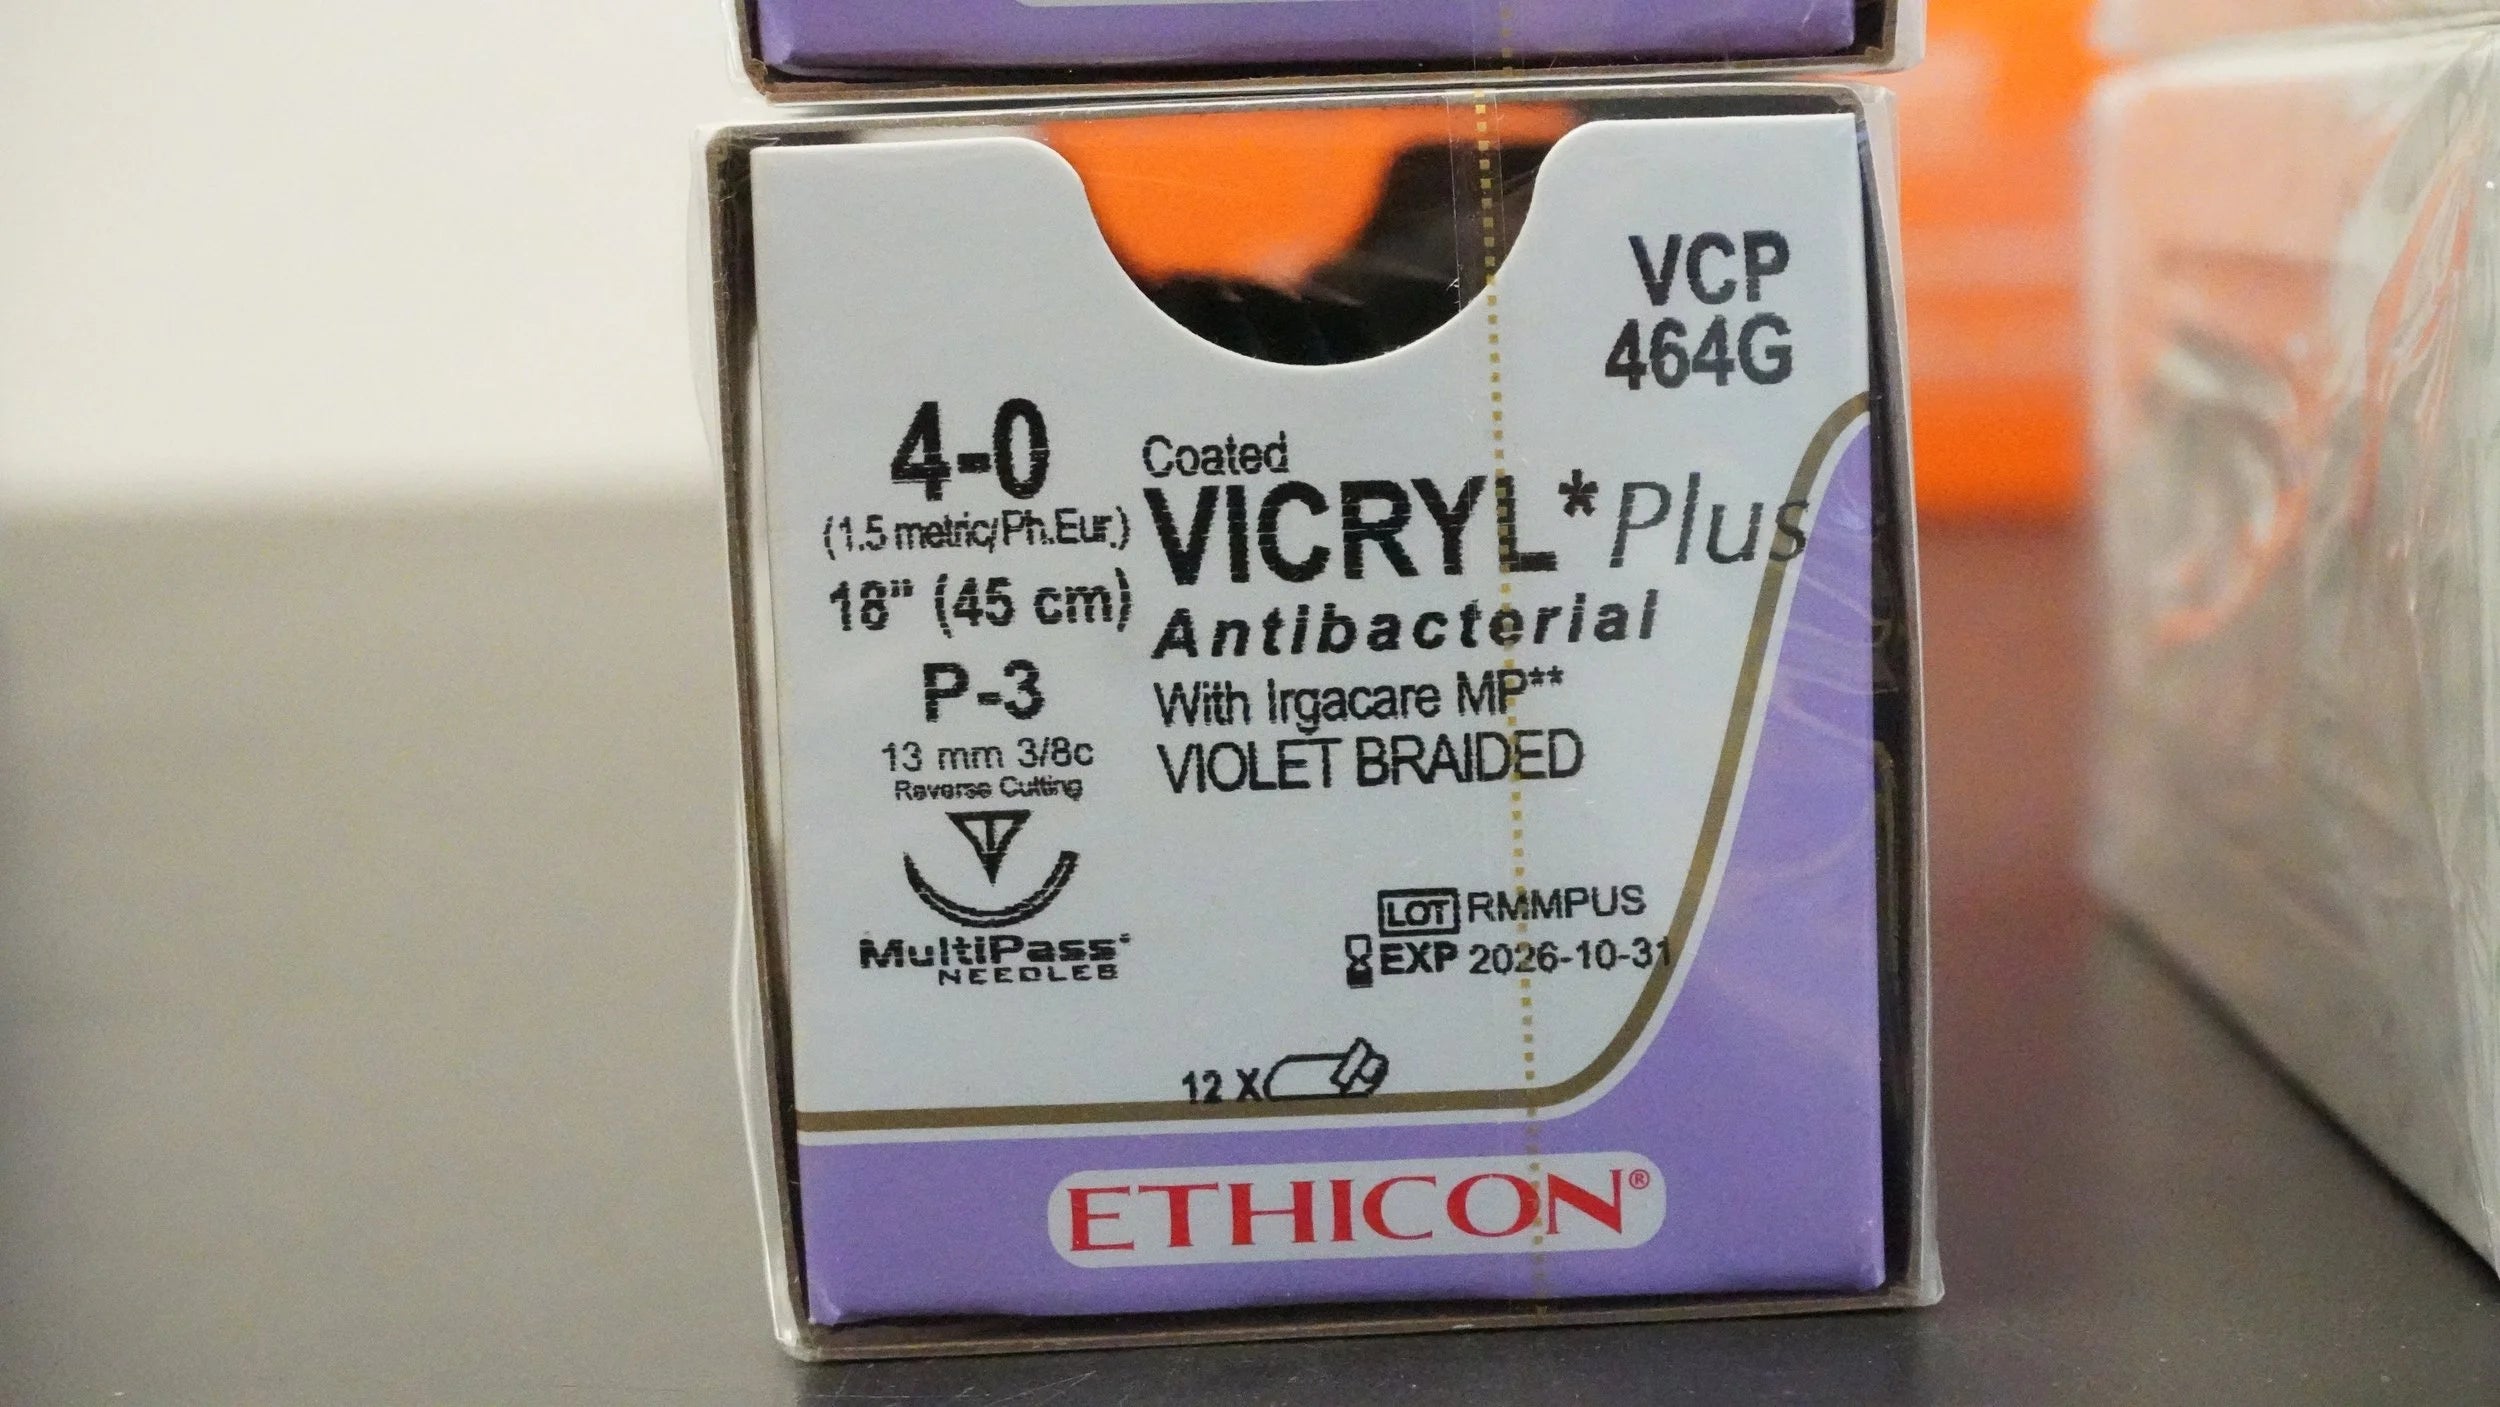 VCP
464G
4-0
(1.5 metric/Ph.Eur.)
18" (45 cm)
P-3
13 mm 3/8c
Reverse Cutting
MultiPass*
NEEDLES
Coated
VICRYL* Plus
Antibacterial
With Irgacare MP**
VIOLET BRAIDED
LOT RMMPUS
EXP 2026-10-31
12 X
ETHICON®